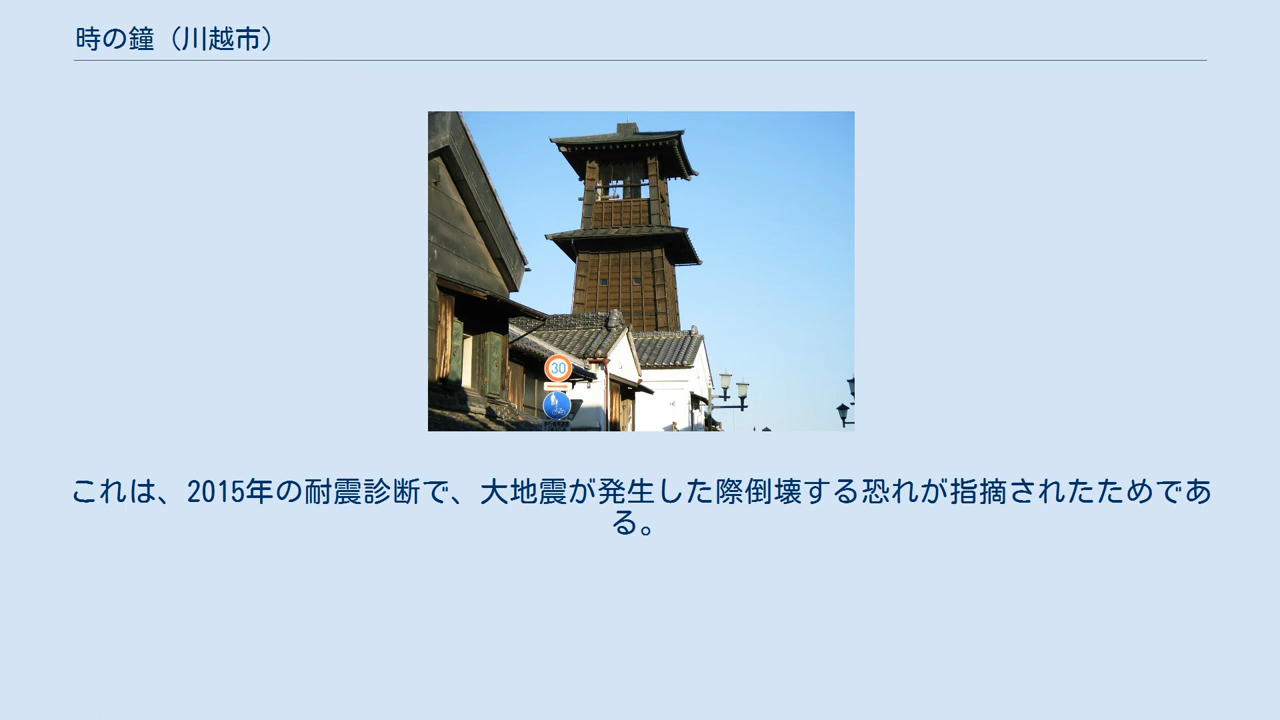 時の鐘（川越市）
30
これは、2015年の耐震診断で、大地震が発生した際倒壊する恐れが指摘されたためであ
る。